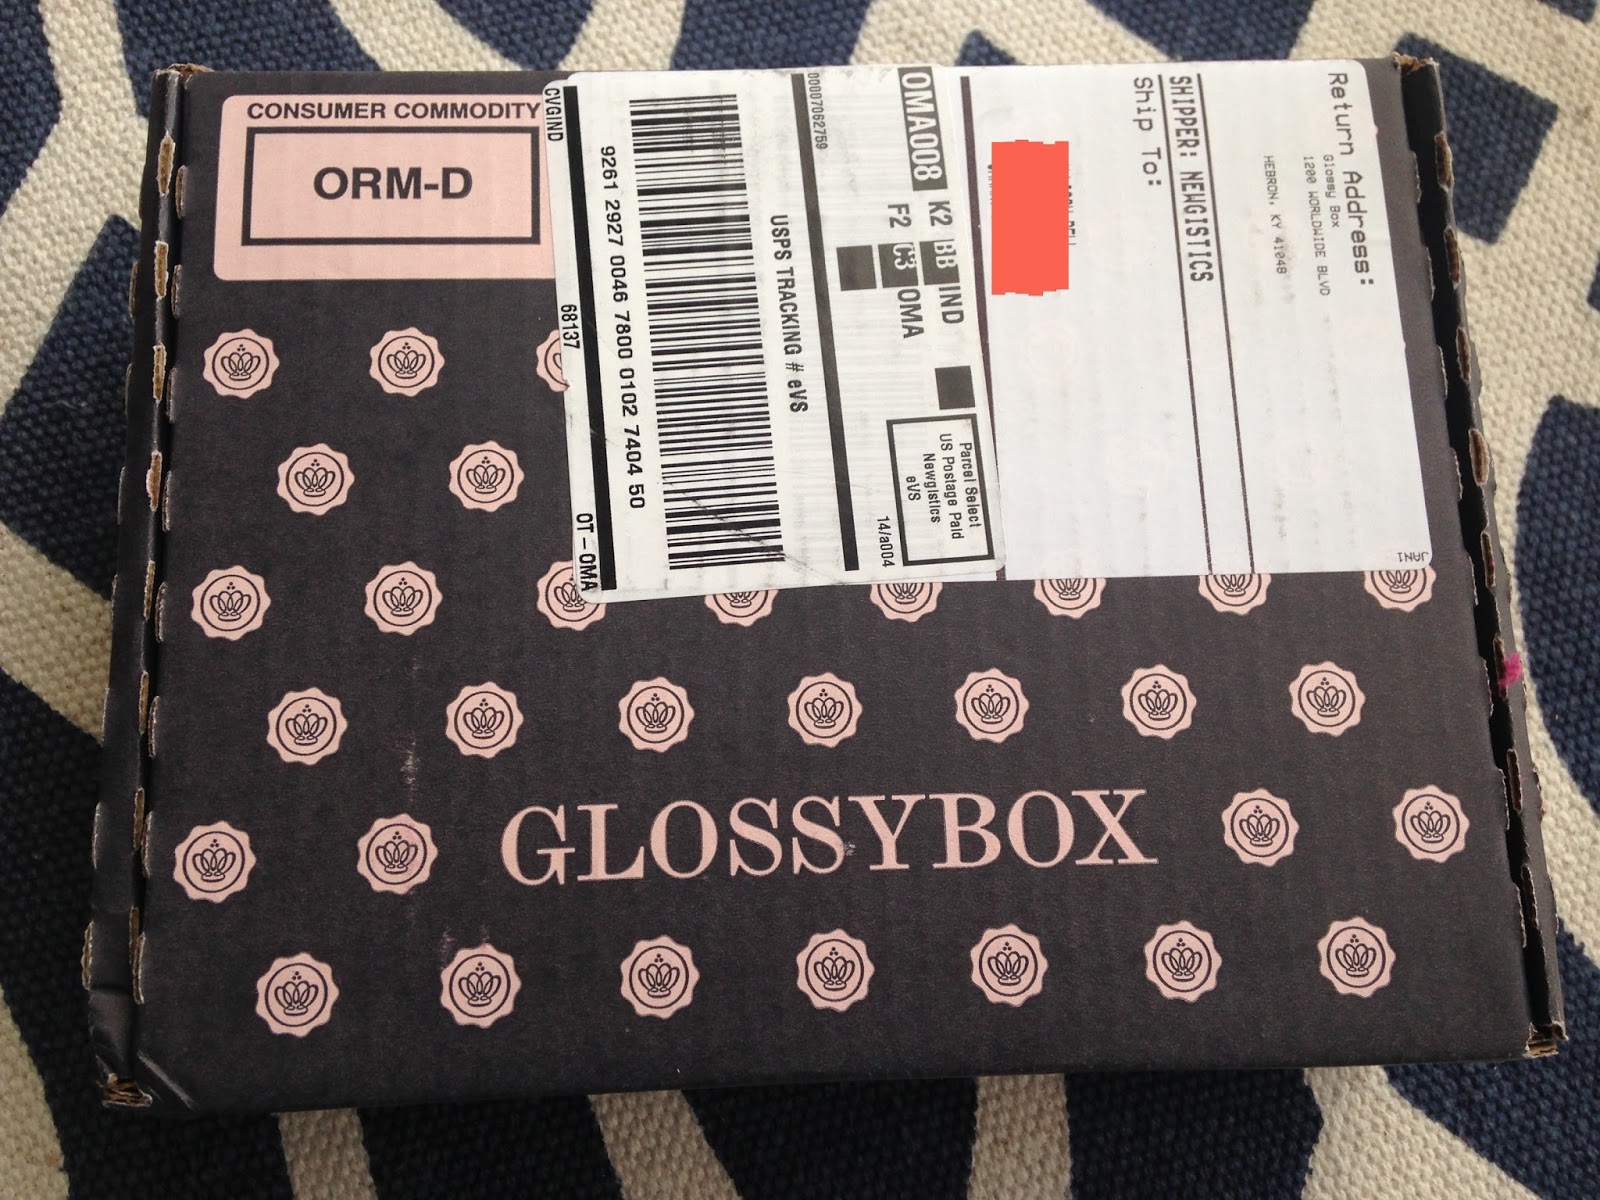 CONSUMER COMMODITY
ORM-D
CVGIND
68137
OT-OMA
9261 2927 0046 7800 0102 7404 50
USPS TRACKING # eVS
00007062759
OMA008
K2 BB IND
F2 C3 OMA
Parcel Select
US Postage Paid
Newgistics
eVS
14/a004
Return Address:
Glossy Box
1200 WORLDWIDE BLVD
HEBRON, KY 41048
SHIPPER: NEWGISTICS
Ship To:
JAN1
GLOSSYBOX